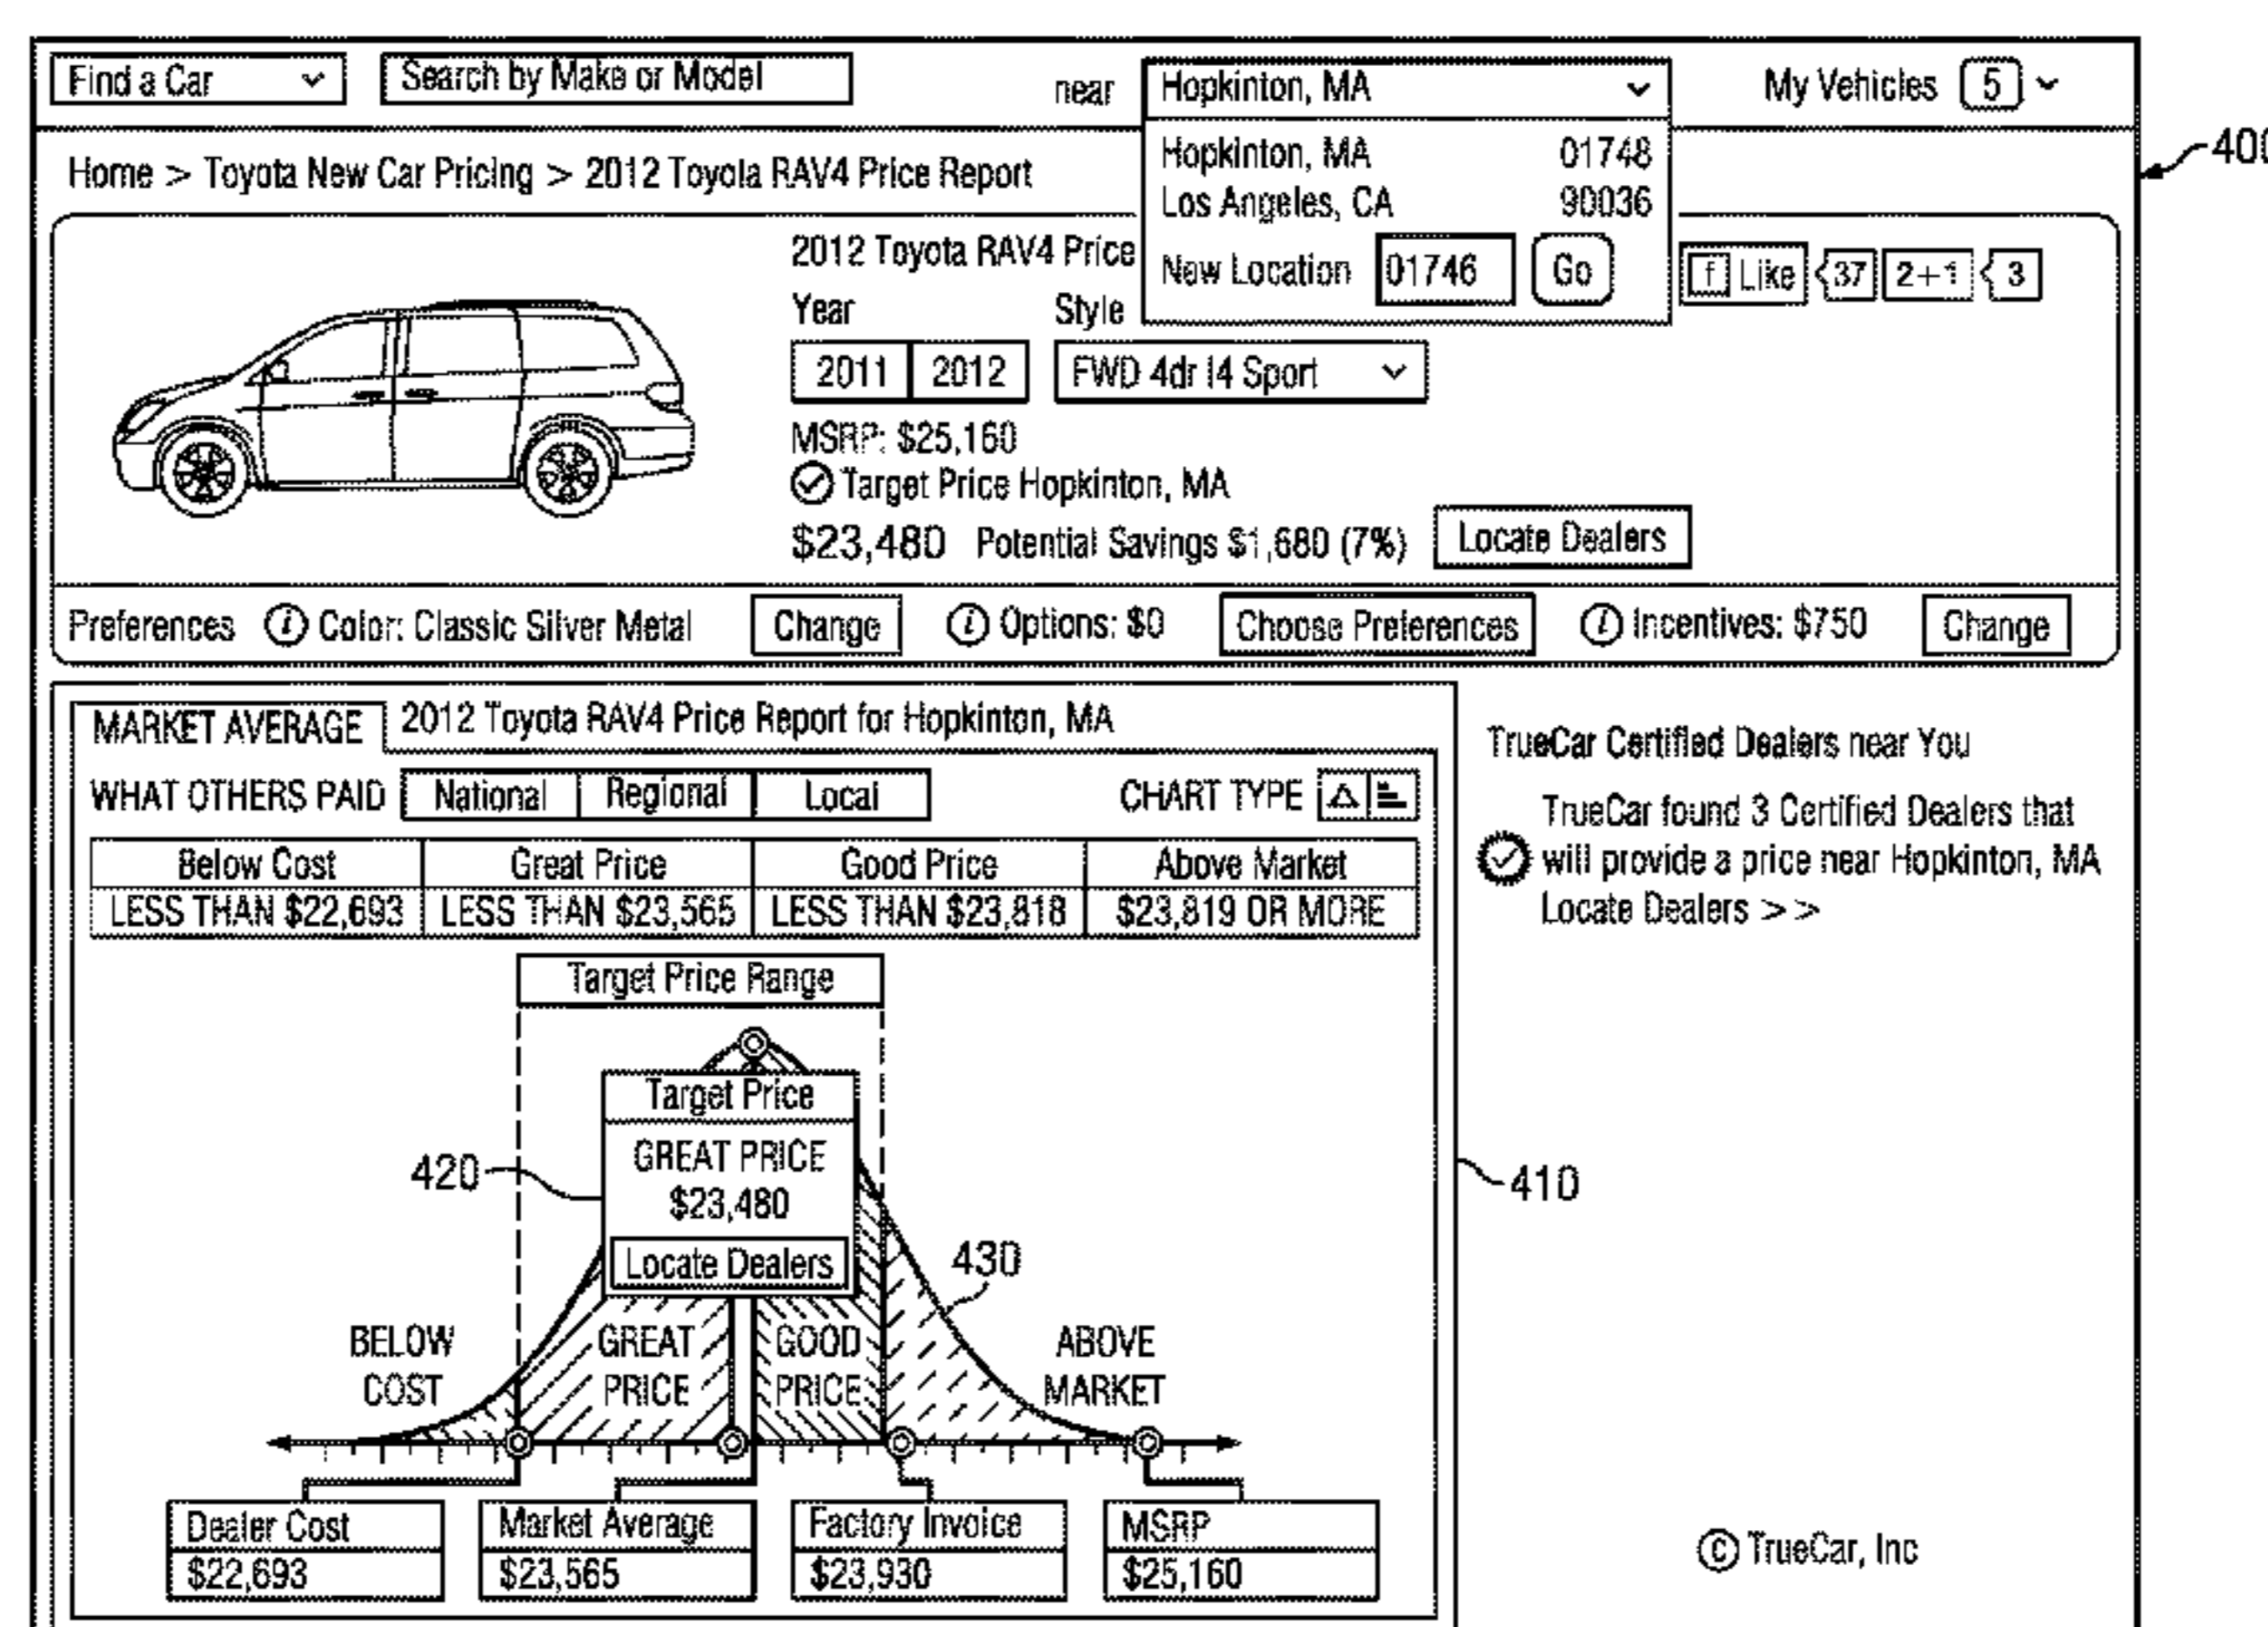 Find a Car
Search by Make or Model
near
Hopkinton, MA
My Vehicles 5
Home > Toyota New Car Pricing > 2012 Toyola RAV4 Price Report
Hopkinton, MA 01748
Los Angeles, CA 90036
New Location 01746 Go
400
2012 Toyota RAV4 Price
f Like 37 2+1 3
Year Style
2011 2012 FWD 4dr I4 Sport
MSRP: $25,160
Target Price Hopkinton, MA
$23,480 Potential Savings $1,680 (7%) Locate Dealers
Preferences i Color: Classic Silver Metal Change i Options: $0 Choose Preferences i Incentives: $750 Change
MARKET AVERAGE 2012 Toyota RAV4 Price Report for Hopkinton, MA
WHAT OTHERS PAID National Regional Local CHART TYPE
Below Cost Great Price Good Price Above Market
LESS THAN $22,693 LESS THAN $23,565 LESS THAN $23,818 $23,819 OR MORE
TrueCar Certified Dealers near You
TrueCar found 3 Certified Dealers that
will provide a price near Hopkinton, MA
Locate Dealers > >
Target Price Range
Target Price
GREAT PRICE
$23,480
Locate Dealers
420
410
430
BELOW
COST
GREAT
PRICE
GOOD
PRICE
ABOVE
MARKET
Dealer Cost Market Average Factory Invoice MSRP
$22,693 $23,565 $23,930 $25,160
© TrueCar, Inc